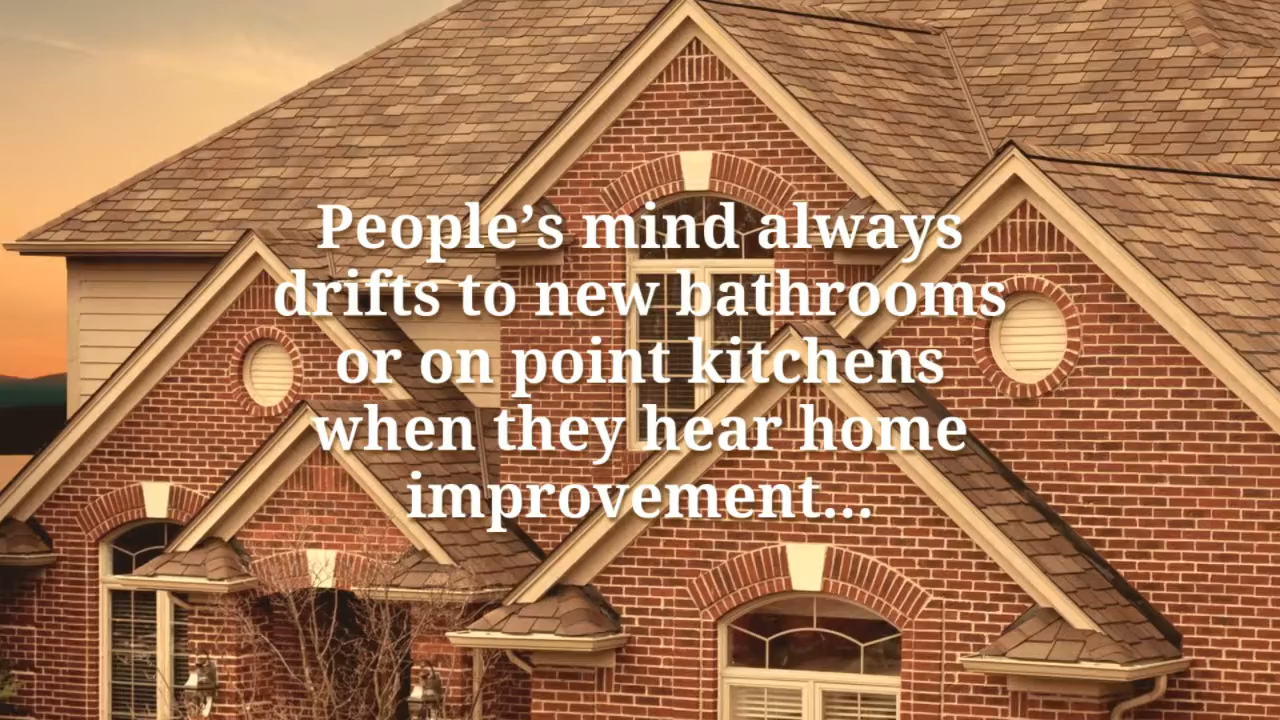 People’s mind always
drifts to new bathrooms
or on point kitchens
when they hear home
improvement...